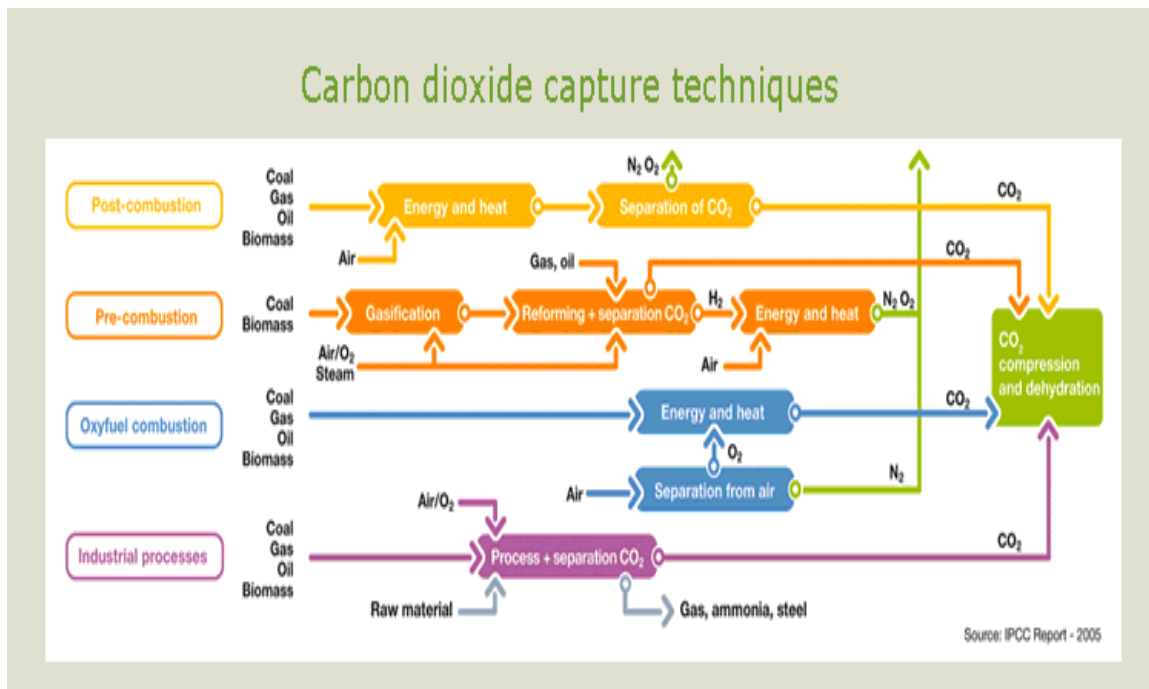 Carbon dioxide capture techniques
Post-combustion
Coal
Gas
Oil
Biomass
Air
Energy and heat
N₂ O₂
Separation of CO₂
CO₂
Pre-combustion
Coal
Biomass
Air/O₂
Steam
Gasification
Gas, oil
Reforming + separation CO₂
CO₂
H₂
Air
Energy and heat
N₂ O₂
CO₂
compression
and dehydration
Oxyfuel combustion
Coal
Gas
Oil
Biomass
Energy and heat
CO₂
O₂
Air
Separation from air
N₂
Industrial processes
Coal
Gas
Oil
Biomass
Air/O₂
Process + separation CO₂
CO₂
Raw material
Gas, ammonia, steel
Source: IPCC Report - 2005